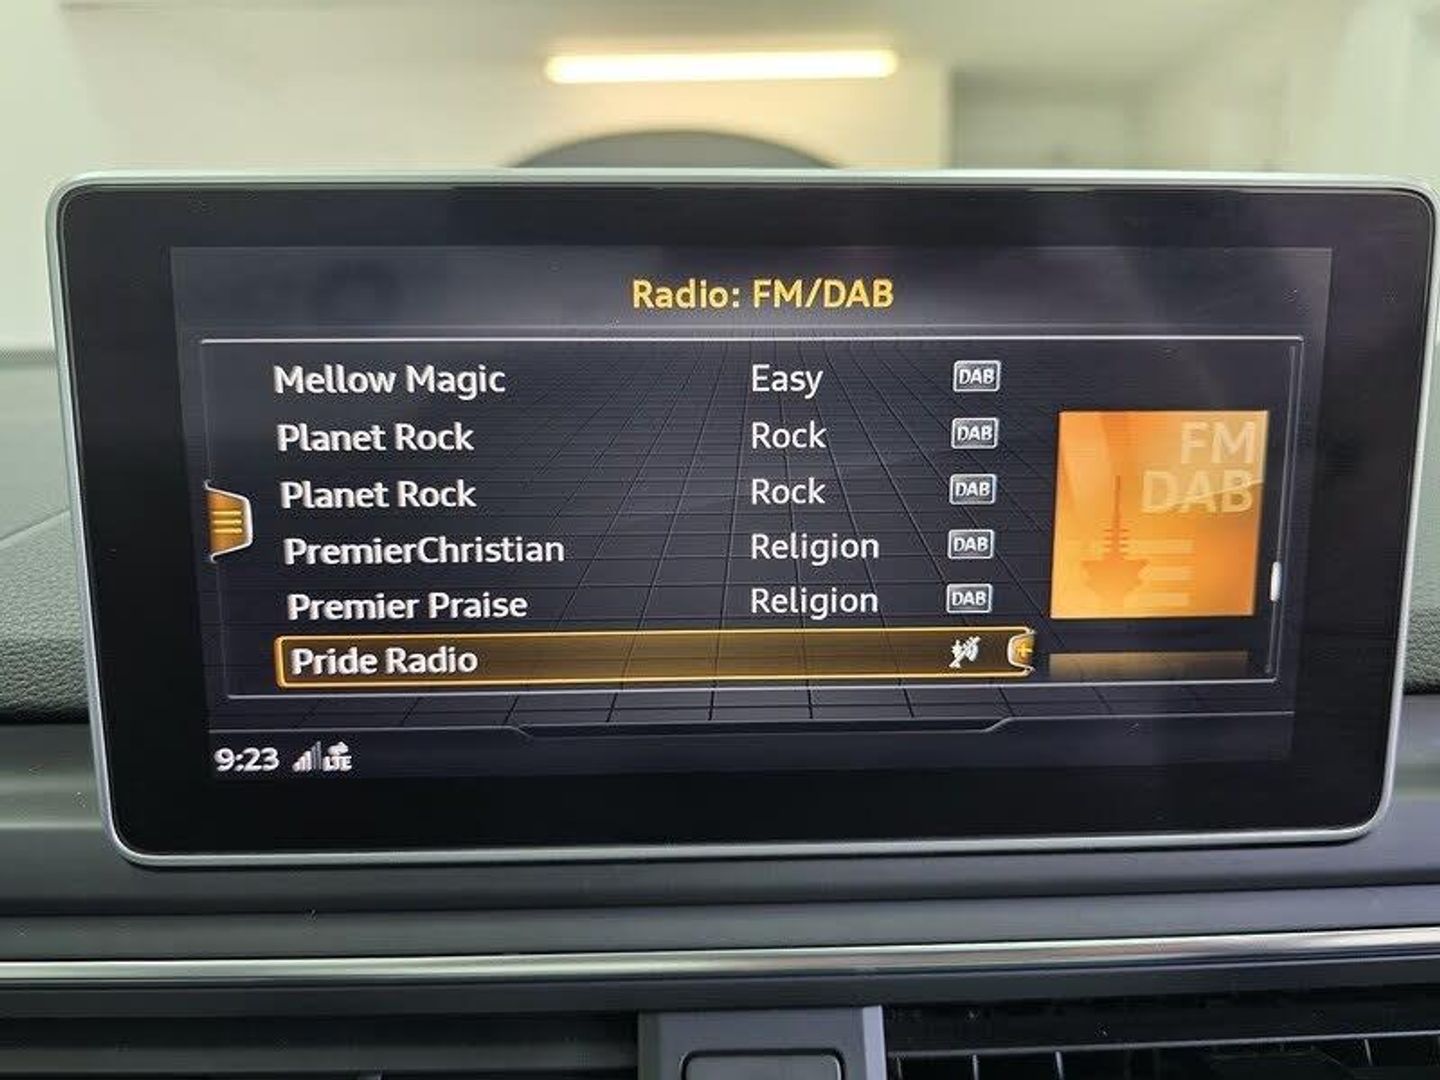 Radio: FM/DAB
Mellow Magic Easy DAB
Planet Rock Rock DAB
Planet Rock Rock DAB
PremierChristian Religion DAB
Premier Praise Religion DAB
Pride Radio
FM
DAB
9:23 LTE